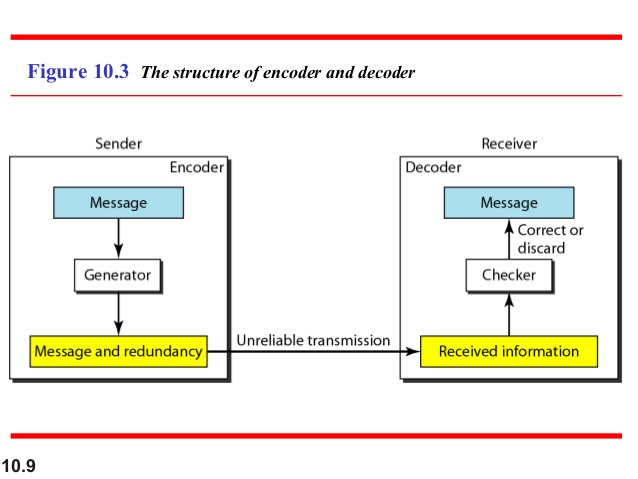 Figure 10.3 The structure of encoder and decoder
Sender
Receiver
Encoder
Decoder
Message
Message
Correct or
discard
Generator
Checker
Message and redundancy
Unreliable transmission
Received information
10.9